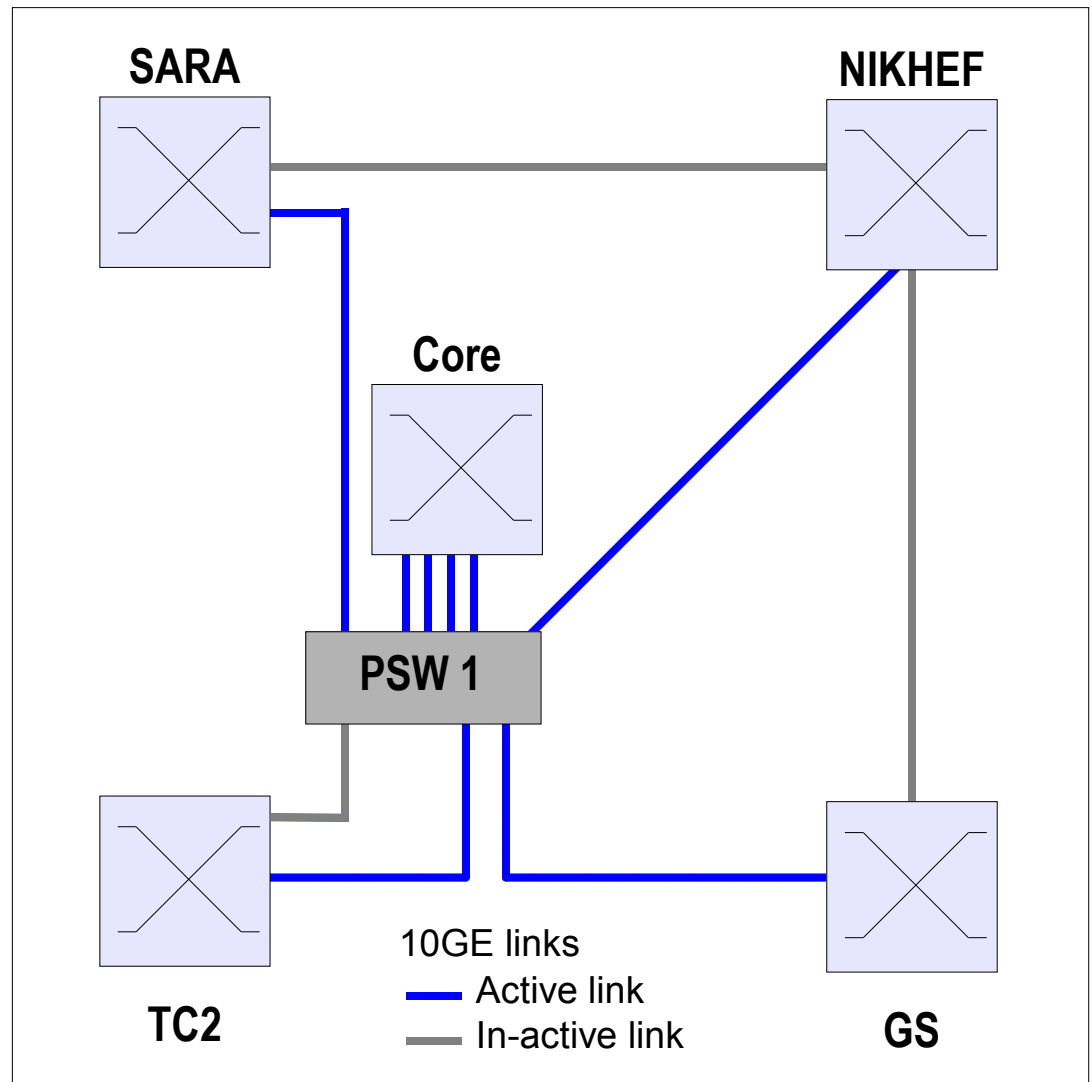 SARA
NIKHEF
Core
PSW 1
10GE links
Active link
In-active link
TC2
GS